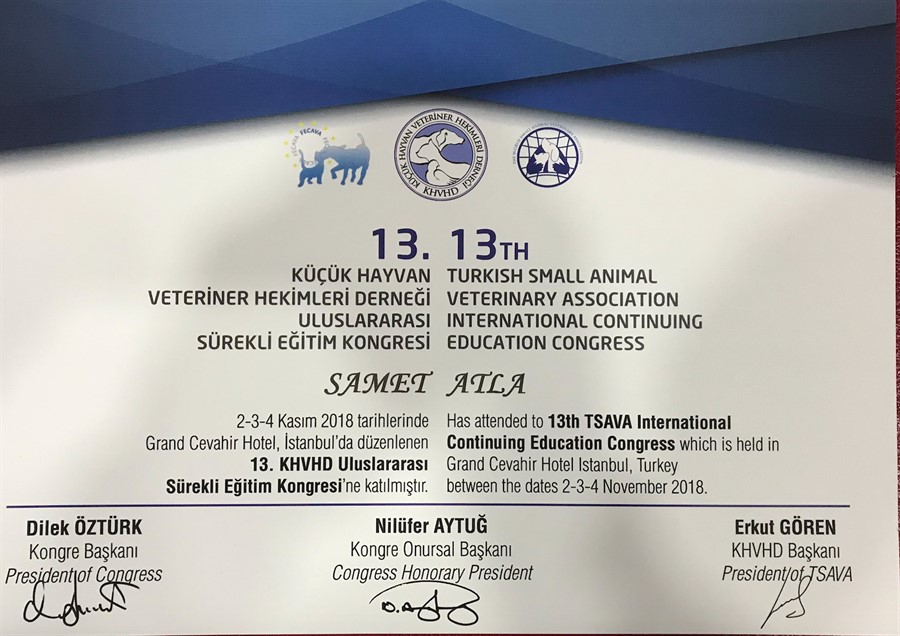 FECAVA FECAVA FE
KÜÇÜK HAYVAN VETERİNER HEKİMLERİ DERNEĞİ
KHVHD
13.
KÜÇÜK HAYVAN
VETERİNER HEKİMLERİ DERNEĞİ
ULUSLARARASI
SÜREKLİ EĞİTİM KONGRESİ
13TH
TURKISH SMALL ANIMAL
VETERINARY ASSOCIATION
INTERNATIONAL CONTINUING
EDUCATION CONGRESS
SAMET ATLA
2-3-4 Kasım 2018 tarihlerinde
Grand Cevahir Hotel, İstanbul'da düzenlenen
13. KHVHD Uluslararası
Sürekli Eğitim Kongresi'ne katılmıştır.
Has attended to 13th TSAVA International
Continuing Education Congress which is held in
Grand Cevahir Hotel Istanbul, Turkey
between the dates 2-3-4 November 2018.
Dilek ÖZTÜRK
Kongre Başkanı
President of Congress
Nilüfer AYTUĞ
Kongre Onursal Başkanı
Congress Honorary President
Erkut GÖREN
KHVHD Başkanı
President of TSAVA